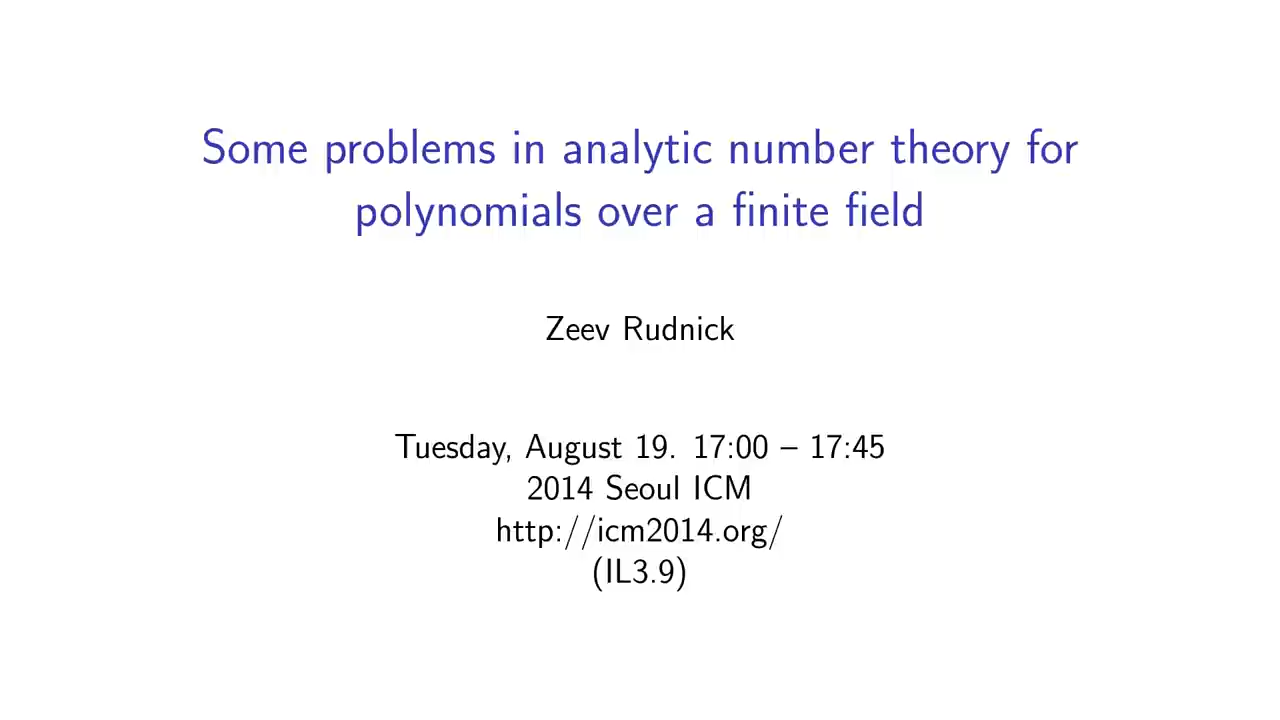 Some problems in analytic number theory for
polynomials over a finite field
Zeev Rudnick
Tuesday, August 19. 17:00 – 17:45
2014 Seoul ICM
http://icm2014.org/
(IL3.9)